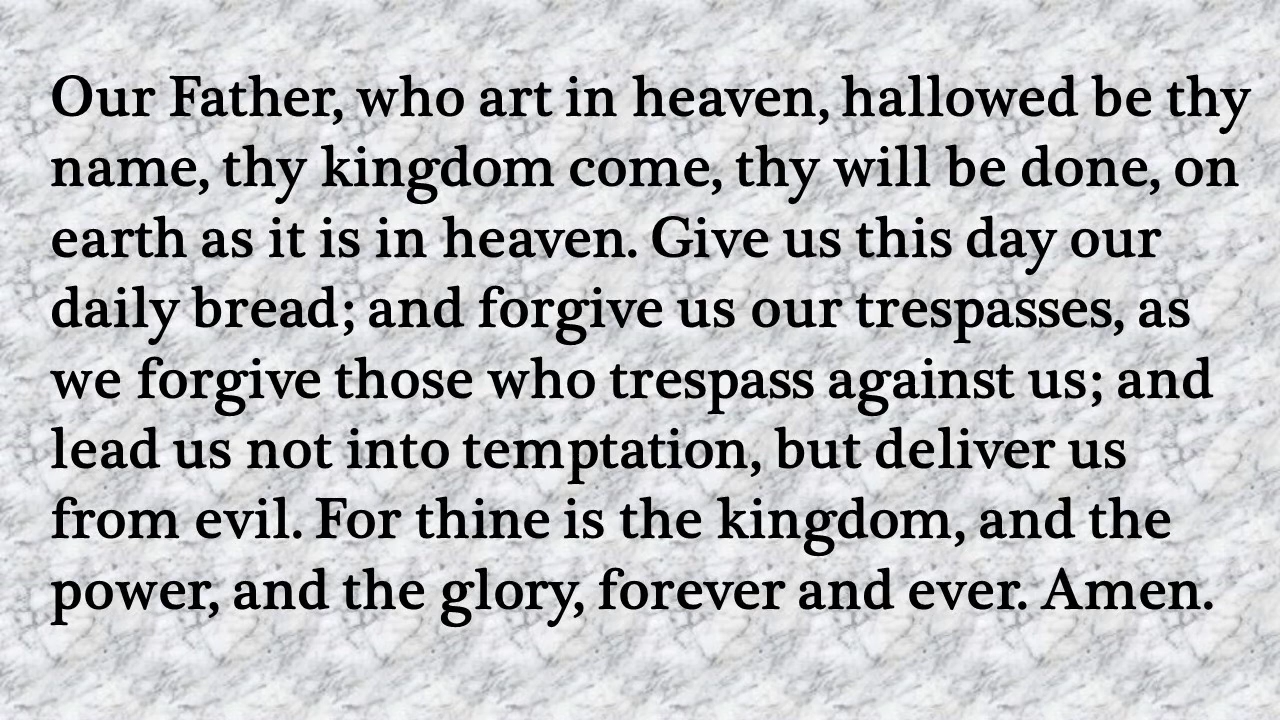 Our Father, who art in heaven, hallowed be thy
name, thy kingdom come, thy will be done, on
earth as it is in heaven. Give us this day our
daily bread; and forgive us our trespasses, as
we forgive those who trespass against us; and
lead us not into temptation, but deliver us
from evil. For thine is the kingdom, and the
power, and the glory, forever and ever. Amen.